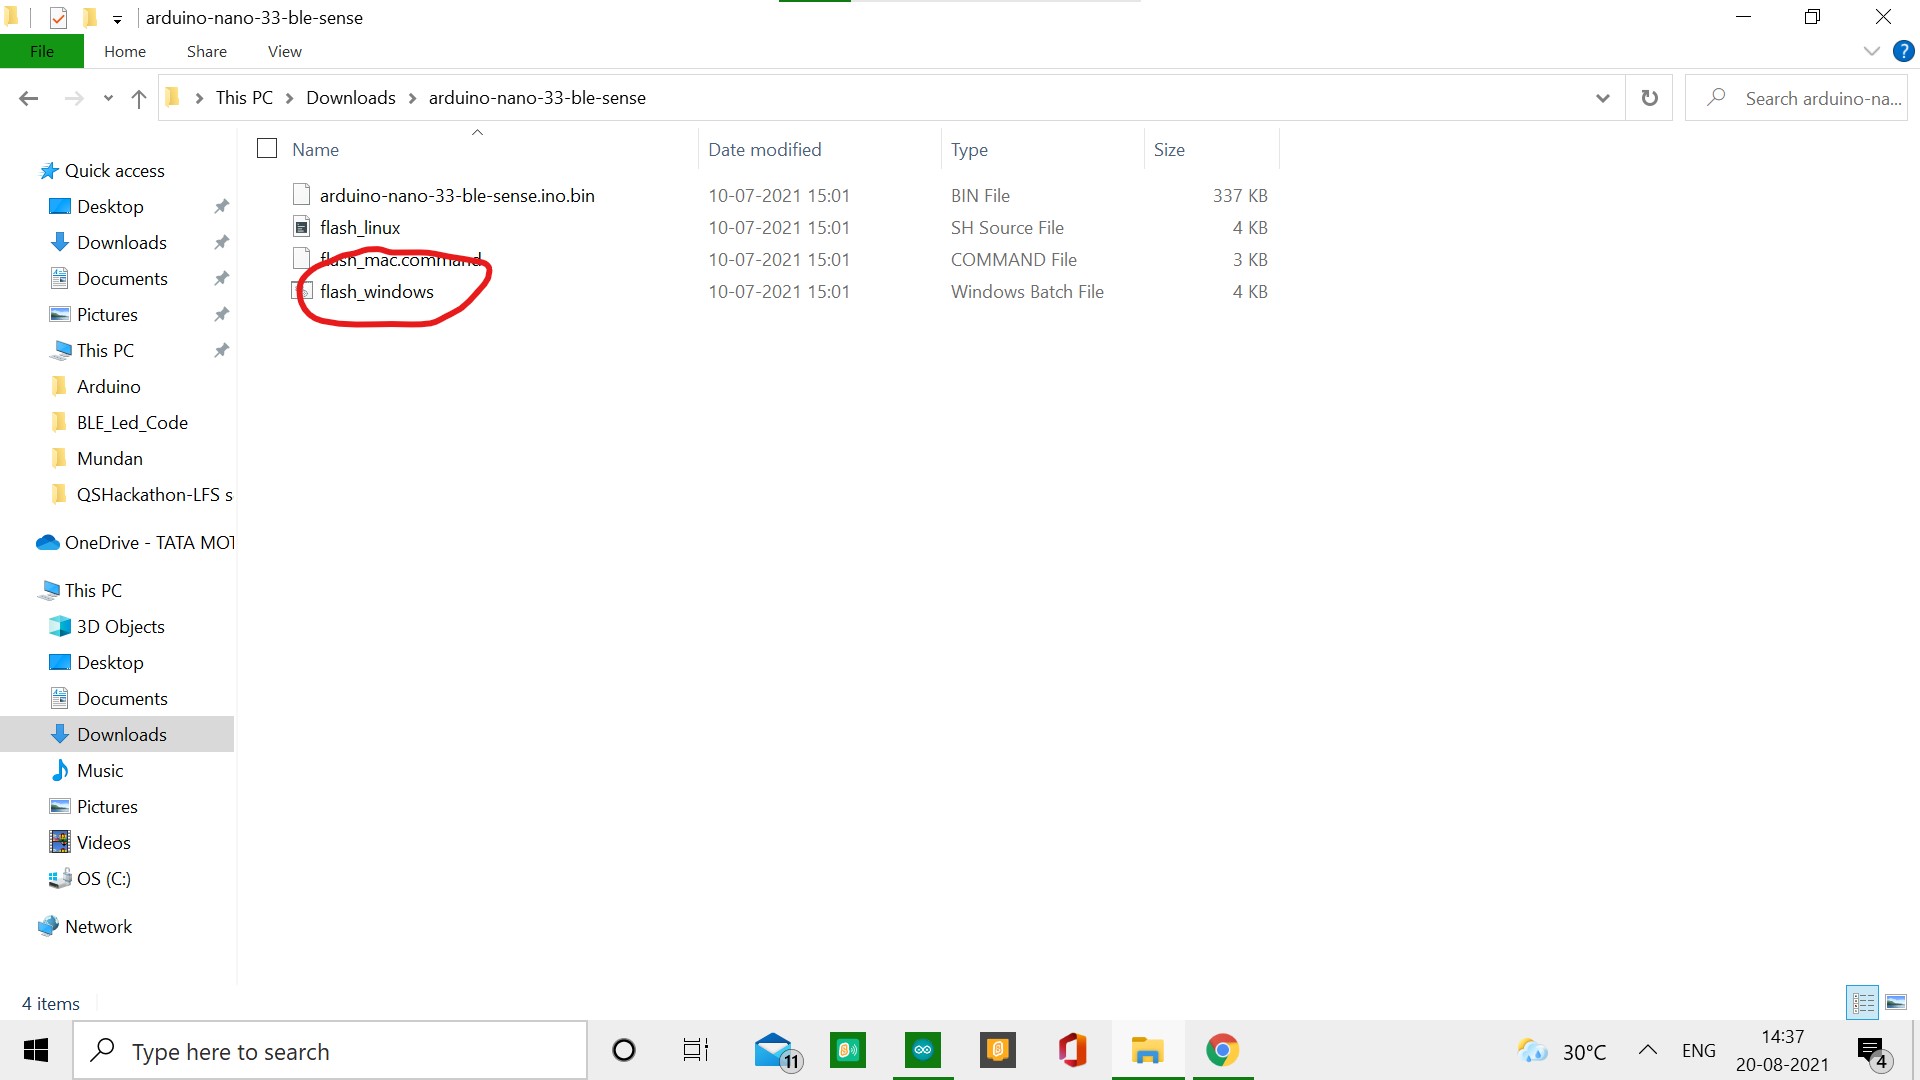 arduino-nano-33-ble-sense
File Home Share View
This PC Downloads arduino-nano-33-ble-sense
Search arduino-na...
Name Date modified Type Size
arduino-nano-33-ble-sense.ino.bin 10-07-2021 15:01 BIN File 337 KB
flash_linux 10-07-2021 15:01 SH Source File 4 KB
flash_mac.command 10-07-2021 15:01 COMMAND File 3 KB
flash_windows 10-07-2021 15:01 Windows Batch File 4 KB
Quick access
Desktop
Downloads
Documents
Pictures
This PC
Arduino
BLE_Led_Code
Mundan
QSHackathon-LFS s
OneDrive - TATA MOT
This PC
3D Objects
Desktop
Documents
Downloads
Music
Pictures
Videos
OS (C:)
Network
4 items
Type here to search
11
30°C
ENG
14:37
20-08-2021
4